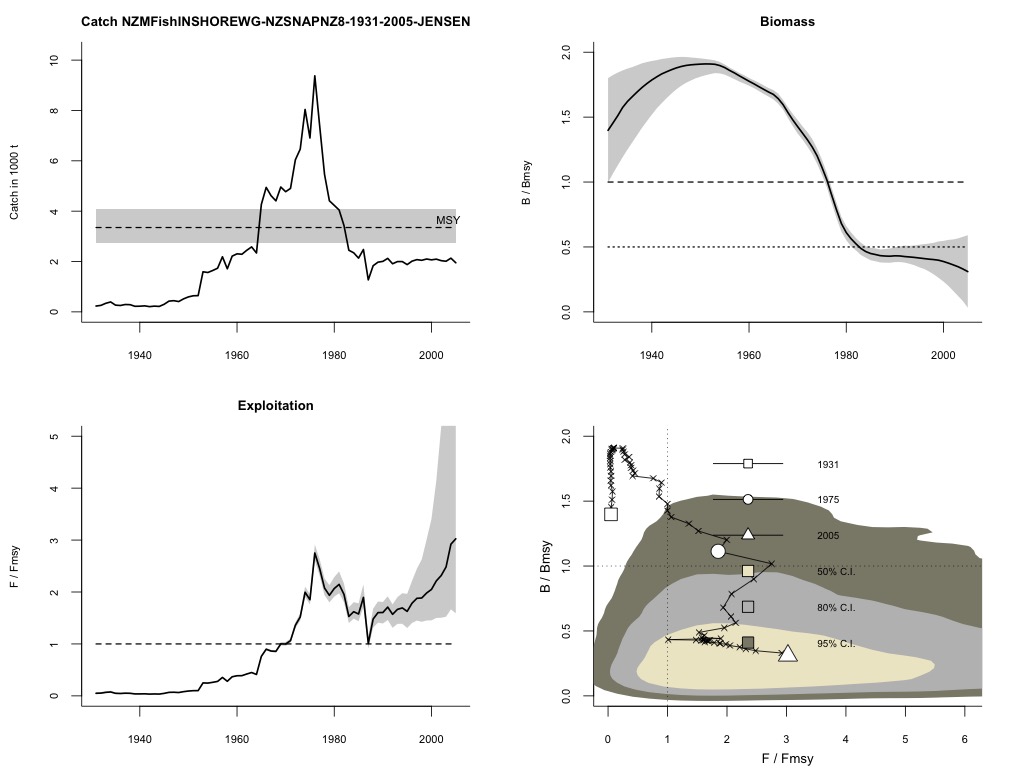 Catch NZMFishINSHOREWG-NZSNAPNZ8-1931-2005-JENSEN
Catch in 1000 t
10
8
6
4
2
0
MSY
1940 1960 1980 2000
Biomass
B / Bmsy
2.0
1.5
1.0
0.5
0.0
1940 1960 1980 2000
Exploitation
F / Fmsy
5
4
3
2
1
0
1940 1960 1980 2000
B / Bmsy
2.0
1.5
1.0
0.5
0.0
1931
1975
2005
50% C.I.
80% C.I.
95% C.I.
0 1 2 3 4 5 6
F / Fmsy